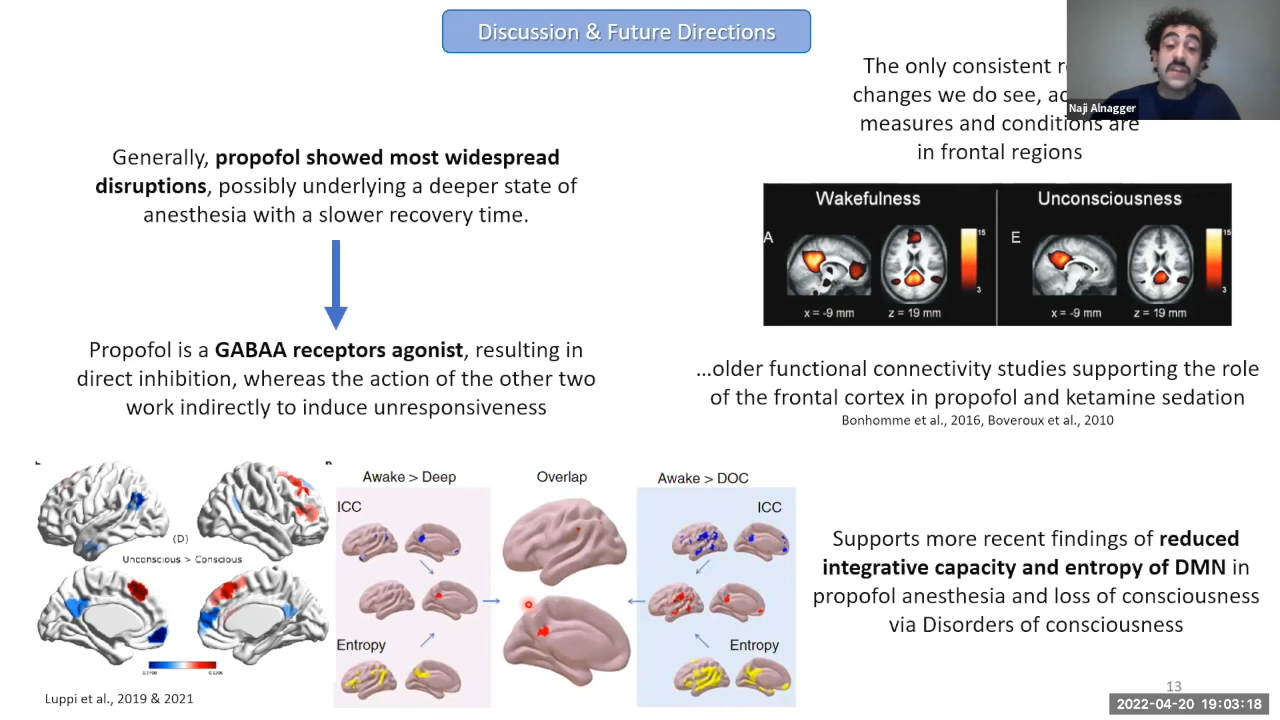 Discussion & Future Directions
The only consistent
changes we do see,
measures and conditions are
in frontal regions
Naji Alnagger
Generally, propofol showed most widespread
disruptions, possibly underlying a deeper state of
anesthesia with a slower recovery time.
Propofol is a GABAA receptors agonist, resulting in
direct inhibition, whereas the action of the other two
work indirectly to induce unresponsiveness
Wakefulness
Unconsciousness
A
E
15
3
15
3
x = -9 mm
z = 19 mm
x = -9 mm
z = 19 mm
...older functional connectivity studies supporting the role
of the frontal cortex in propofol and ketamine sedation
Bonhomme et al., 2016, Boveroux et al., 2010
(D)
Unconscious > Conscious
Luppi et al., 2019 & 2021
Awake > Deep
Overlap
Awake > DOC
ICC
ICC
Entropy
Entropy
Supports more recent findings of reduced
integrative capacity and entropy of DMN in
propofol anesthesia and loss of consciousness
via Disorders of consciousness
13
2022-04-20 19:03:18